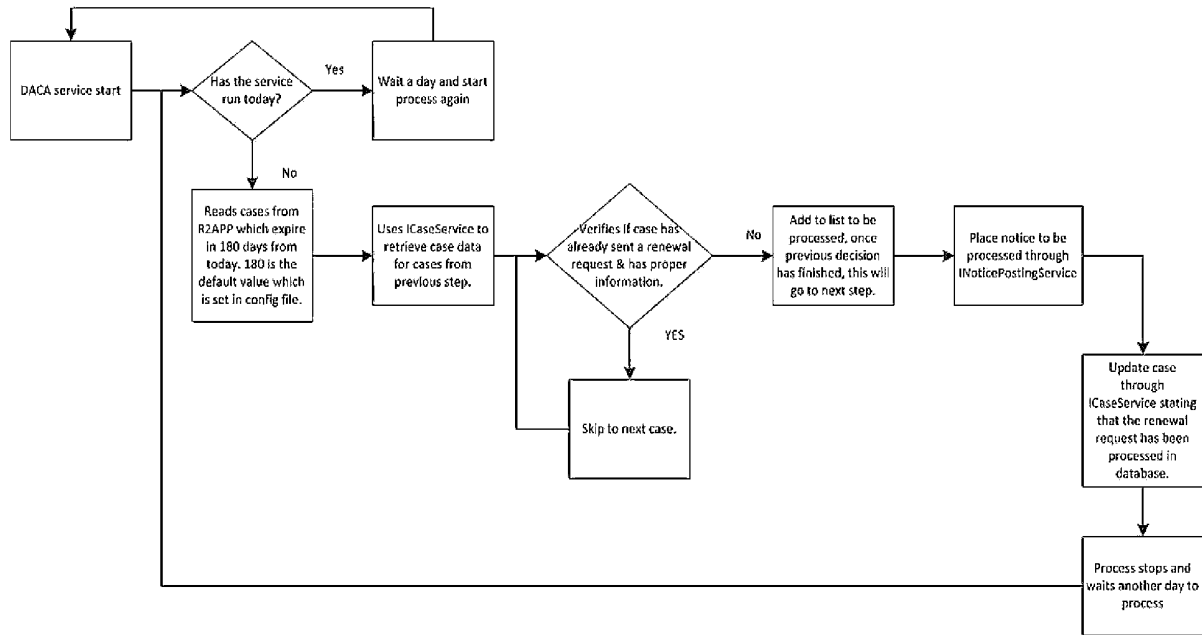 DACA service start
Has the service
run today?
Yes
Wait a day and start
process again
No
Reads cases from
R2APP which expire
in 180 days from
today. 180 is the
default value which
is set in config file.
Uses ICaseService to
retrieve case data
for cases from
previous step.
Verifies if case has
already sent a renewal
request & has proper
information.
No
Add to list to be
processed, once
previous decision
has finished, this will
go to next step.
Place notice to be
processed through
INoticePostingService
YES
Skip to next case.
Update case
through
ICaseService stating
that the renewal
request has been
processed in
database.
Process stops and
waits another day to
process